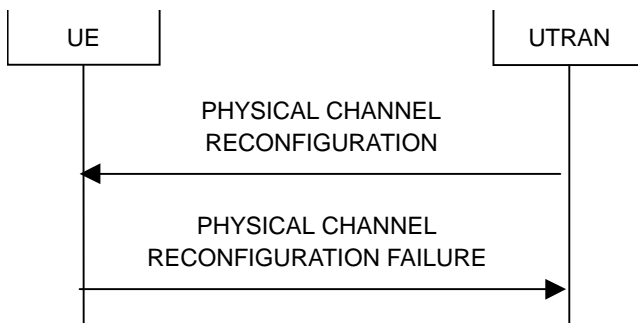 UE
UTRAN
PHYSICAL CHANNEL
RECONFIGURATION
PHYSICAL CHANNEL
RECONFIGURATION FAILURE